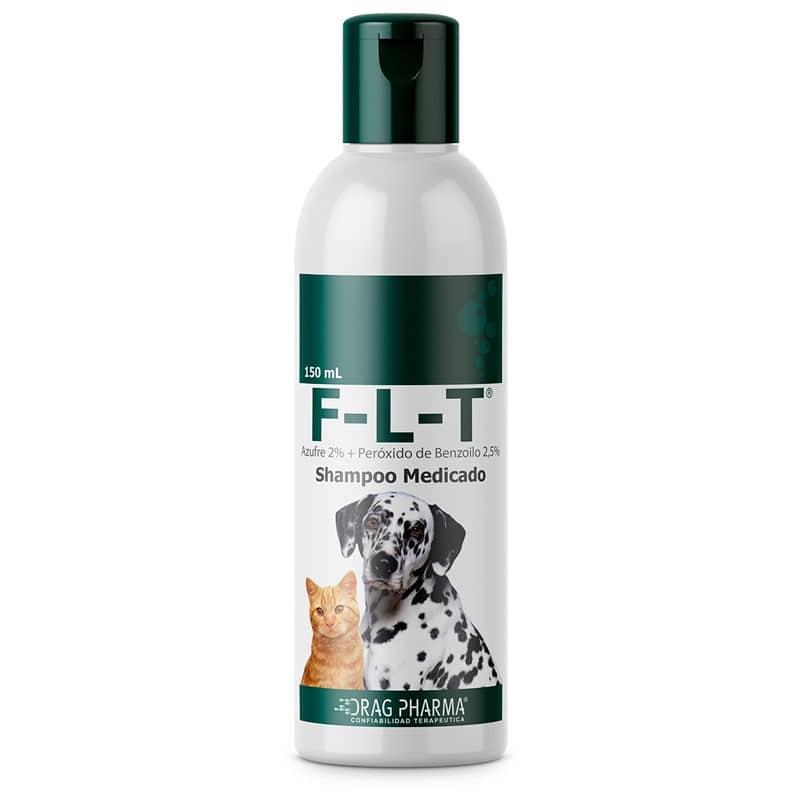 150 mL
F-L-T®
Azufre 2% + Peróxido de Benzoilo 2,5%
Shampoo Medicado
DRAG PHARMA®
CONFIABILIDAD TERAPEUTICA